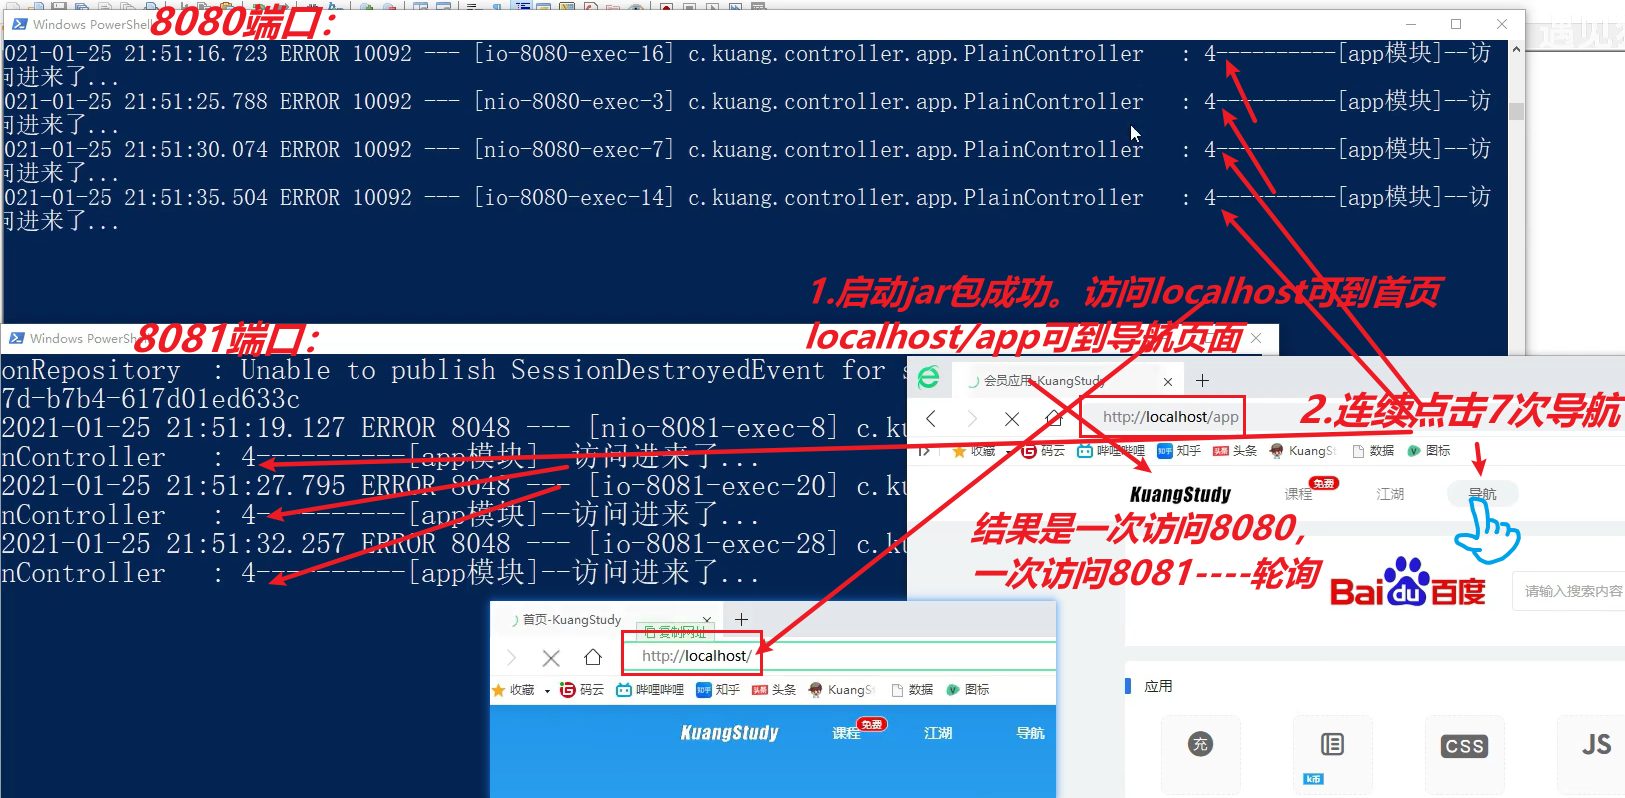 Windows PowerShell
8080端口：
021-01-25 21:51:16.723 ERROR 10092 --- [io-8080-exec-16] c.kuang.controller.app.PlainController : 4----------[app模块]--访
问进来了...
021-01-25 21:51:25.788 ERROR 10092 --- [nio-8080-exec-3] c.kuang.controller.app.PlainController : 4----------[app模块]--访
问进来了...
021-01-25 21:51:30.074 ERROR 10092 --- [nio-8080-exec-7] c.kuang.controller.app.PlainController : 4----------[app模块]--访
问进来了...
021-01-25 21:51:35.504 ERROR 10092 --- [io-8080-exec-14] c.kuang.controller.app.PlainController : 4----------[app模块]--访
问进来了...
1.启动jar包成功。访问localhost可到首页
localhost/app可到导航页面
Windows PowerSh
8081端口：
onRepository : Unable to publish SessionDestroyedEvent for s
7d-b7b4-617d01ed633c
2021-01-25 21:51:19.127 ERROR 8048 --- [nio-8081-exec-8] c.ku
nController : 4----------[app模块]--访问进来了...
2021-01-25 21:51:27.795 ERROR 8048 --- [io-8081-exec-20] c.ku
nController : 4----------[app模块]--访问进来了...
2021-01-25 21:51:32.257 ERROR 8048 --- [io-8081-exec-28] c.ku
nController : 4----------[app模块]--访问进来了...
会员应用-KuangStudy
http://localhost/app
2.连续点击7次导航
收藏 码云 哔哩哔哩 知乎 知乎 头条 头条 KuangSt 数据 图标
KuangStudy 课程 免费 江湖 导航
结果是一次访问8080，
一次访问8081----轮询
Bai du 百度 请输入搜索内容
应用
充 k币 CSS JS
首页-KuangStudy
复制网址
http://localhost/
收藏 码云 哔哩哔哩 知乎 知乎 头条 头条 KuangS 数据 图标
KuangStudy 课程 免费 江湖 导航